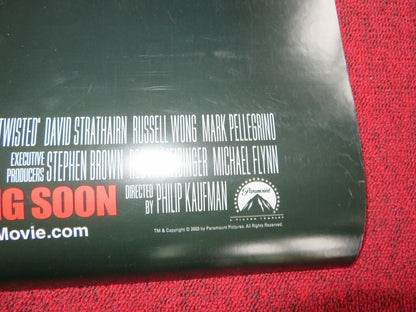 TWISTED" DAVID STRATHAIRN RUSSELL WONG MARK PELLEGRINO
EXECUTIVE PRODUCERS STEPHEN BROWN MICHAEL FLYNN
NG SOON
DIRECTED BY PHILIP KAUFMAN
Paramount
Movie.com
TM & Copyright © 2003 by Paramount Pictures. All Rights Reserved.